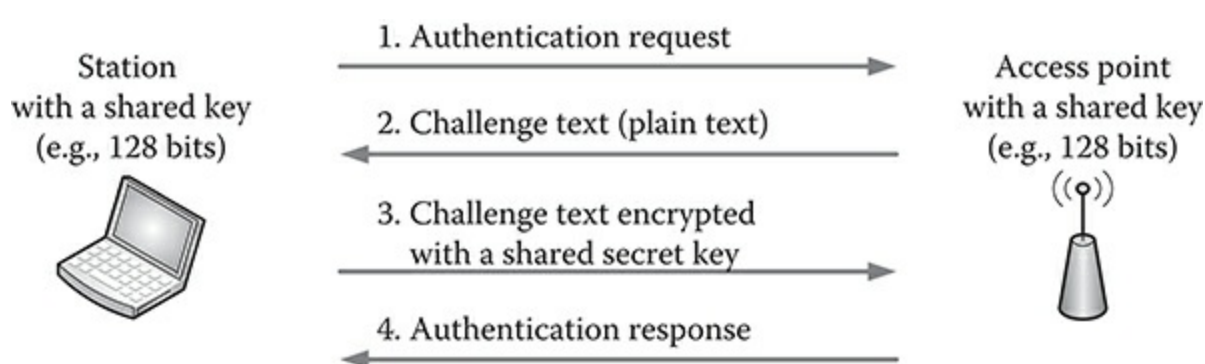 Station
with a shared key
(e.g., 128 bits)
1. Authentication request
2. Challenge text (plain text)
3. Challenge text encrypted
with a shared secret key
4. Authentication response
Access point
with a shared key
(e.g., 128 bits)